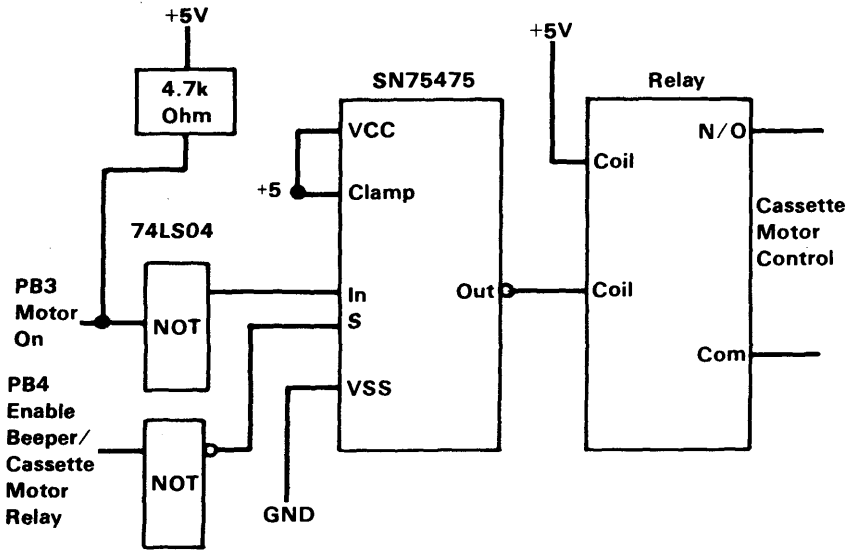 +5V
4.7k
Ohm
+5V
SN75475
Relay
VCC
+5
Clamp
N/O
Coil
74LS04
Cassette
Motor
Control
PB3
Motor
On
NOT
In
S
Out
Coil
Com
VSS
PB4
Enable
Beeper/
Cassette
Motor
Relay
NOT
GND